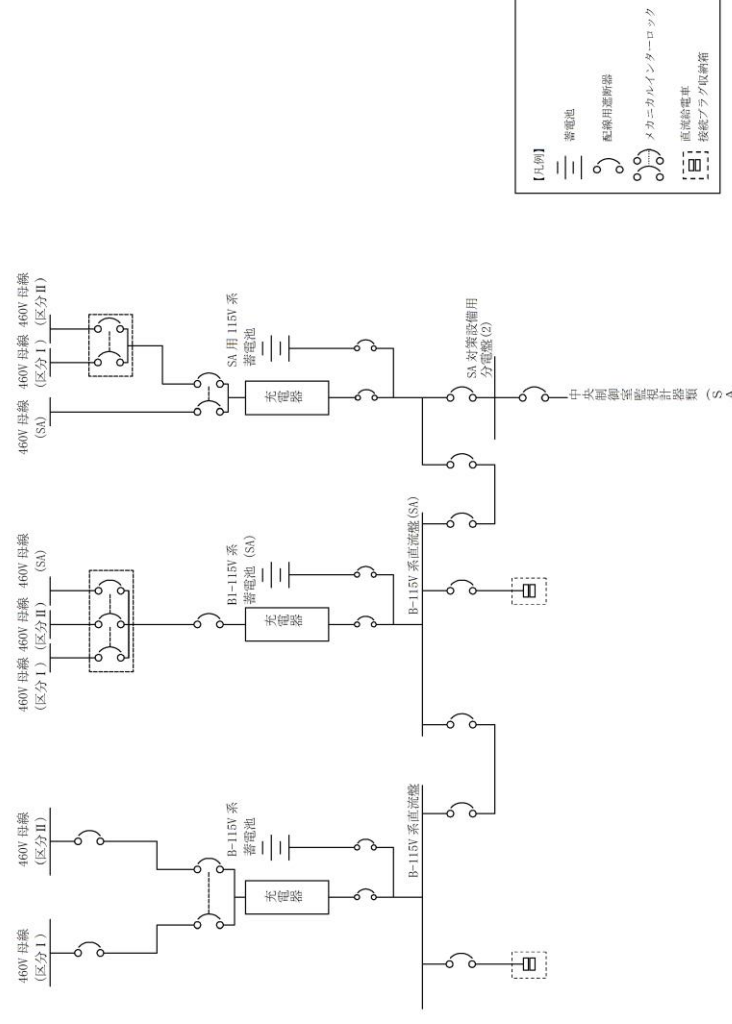 460V 母線
(区分Ⅰ)
460V 母線
(区分Ⅱ)
B-115V 系
蓄電池
充電器
B-115V 系直流盤
460V 母線
(区分Ⅰ)
460V 母線
(区分Ⅱ)
460V 母線
(SA)
B1-115V 系
蓄電池 (SA)
充電器
B-115V 系直流盤(SA)
460V 母線
(SA)
460V 母線
(区分Ⅰ)
460V 母線
(区分Ⅱ)
SA 用 115V 系
蓄電池
充電器
SA 対策設備用
分電盤(2)
中央制御室監視計器類 (SA
【凡例】
蓄電池
配線用遮断器
メカニカルインターロック
直流給電車
接続プラグ収納箱